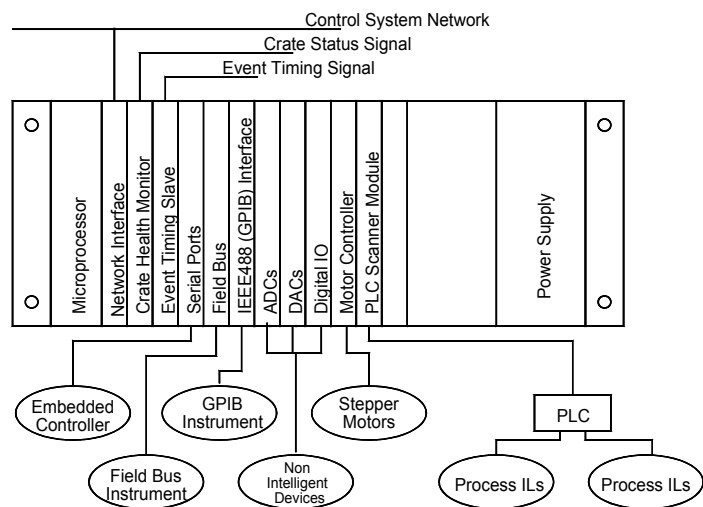 Control System Network
Crate Status Signal
Event Timing Signal
Microprocessor
Network Interface
Crate Health Monitor
Event Timing Slave
Serial Ports
Field Bus
IEEE488 (GPIB) Interface
ADCs
DACs
Digital IO
Motor Controller
PLC Scanner Module
Power Supply
Embedded
Controller
GPIB
Instrument
Stepper
Motors
PLC
Field Bus
Instrument
Non
Intelligent
Devices
Process ILs
Process ILs